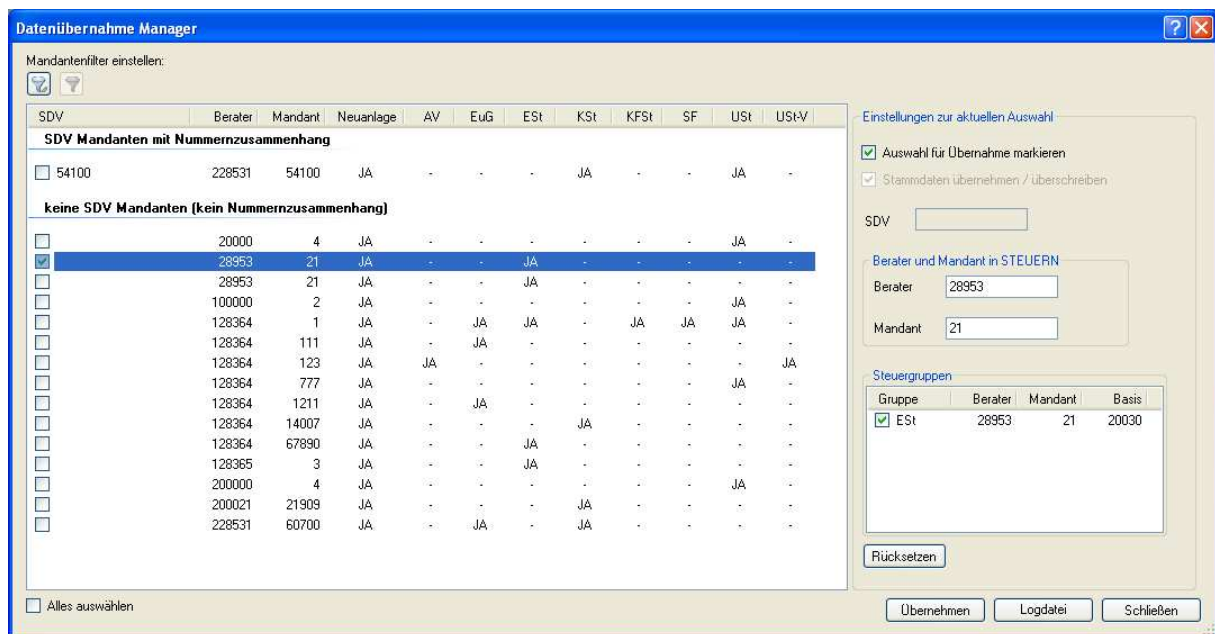 Datenübernahme Manager
Mandantenfilter einstellen:
SDV Berater Mandant Neuanlage AV EuG ESt KSt KFSt SF USt USt-V
SDV Mandanten mit Nummernzusammenhang
54100 228531 54100 JA - - - JA - - JA -
keine SDV Mandanten (kein Nummernzusammenhang)
20000 4 JA - - - - - - JA -
28953 21 JA - - JA - - - - -
28953 21 JA - - JA - - - - -
100000 2 JA - - - - - - JA -
128364 1 JA - JA JA - JA JA JA -
128364 111 JA - JA - - - - - -
128364 123 JA AV - - - - - - JA
128364 777 JA - - - - - - JA -
128364 1211 JA - JA - - - - - -
128364 14007 JA - - - JA - - - -
128364 67890 JA - - JA - - - - -
128365 3 JA - - JA - - - - -
200000 4 JA - - - - - - JA -
200021 21909 JA - - - JA - - - -
228531 60700 JA - JA - JA - - - -
Alles auswählen
Einstellungen zur aktuellen Auswahl
Auswahl für Übernahme markieren
Stammdaten übernehmen / überschreiben
SDV
Berater und Mandant in STEUERN
Berater 28953
Mandant 21
Steuergruppen
Gruppe Berater Mandant Basis
ESt 28953 21 20030
Rücksetzen
Übernehmen Logdatei Schließen